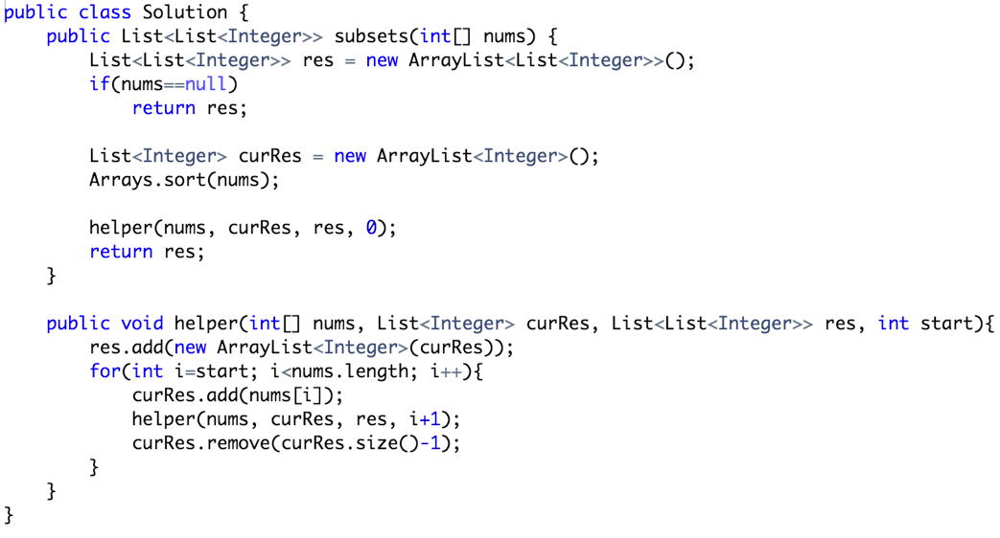 public class Solution {
    public List<List<Integer>> subsets(int[] nums) {
        List<List<Integer>> res = new ArrayList<List<Integer>>();
        if(nums==null)
            return res;

        List<Integer> curRes = new ArrayList<Integer>();
        Arrays.sort(nums);

        helper(nums, curRes, res, 0);
        return res;
    }

    public void helper(int[] nums, List<Integer> curRes, List<List<Integer>> res, int start){
        res.add(new ArrayList<Integer>(curRes));
        for(int i=start; i<nums.length; i++){
            curRes.add(nums[i]);
            helper(nums, curRes, res, i+1);
            curRes.remove(curRes.size()-1);
        }
    }
}